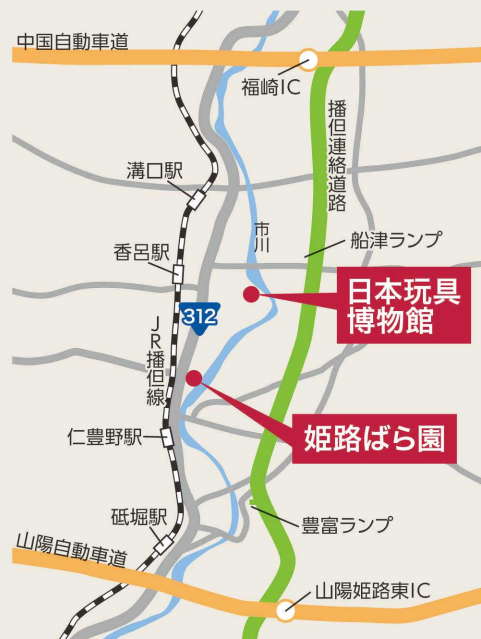 中国自動車道
福崎IC
播但連絡道路
溝口駅
市川
船津ランプ
香呂駅
日本玩具
博物館
312
JR播但線
姫路ばら園
仁豊野駅
砥堀駅
豊富ランプ
山陽自動車道
山陽姫路東IC